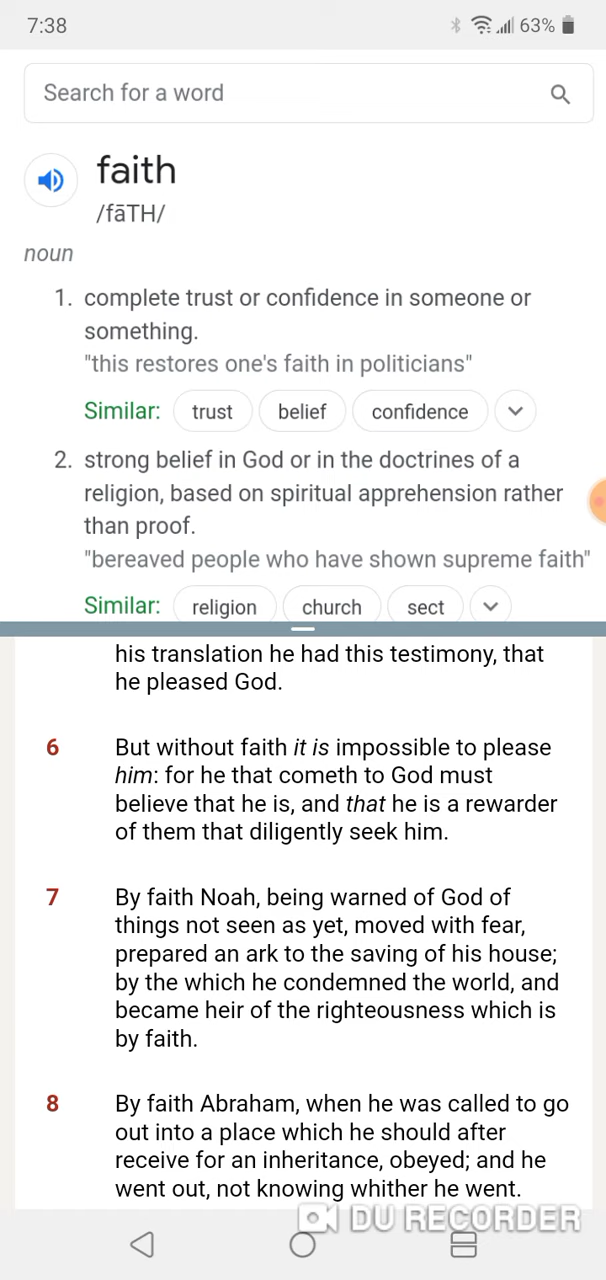 7:38
63%
Search for a word
faith
/fāTH/
noun
1. complete trust or confidence in someone or
something.
"this restores one's faith in politicians"
Similar: trust belief confidence
2. strong belief in God or in the doctrines of a
religion, based on spiritual apprehension rather
than proof.
"bereaved people who have shown supreme faith"
Similar: religion church sect
his translation he had this testimony, that
he pleased God.
6 But without faith it is impossible to please
him: for he that cometh to God must
believe that he is, and that he is a rewarder
of them that diligently seek him.
7 By faith Noah, being warned of God of
things not seen as yet, moved with fear,
prepared an ark to the saving of his house;
by the which he condemned the world, and
became heir of the righteousness which is
by faith.
8 By faith Abraham, when he was called to go
out into a place which he should after
receive for an inheritance, obeyed; and he
went out, not knowing whither he went.
DU RECORDER